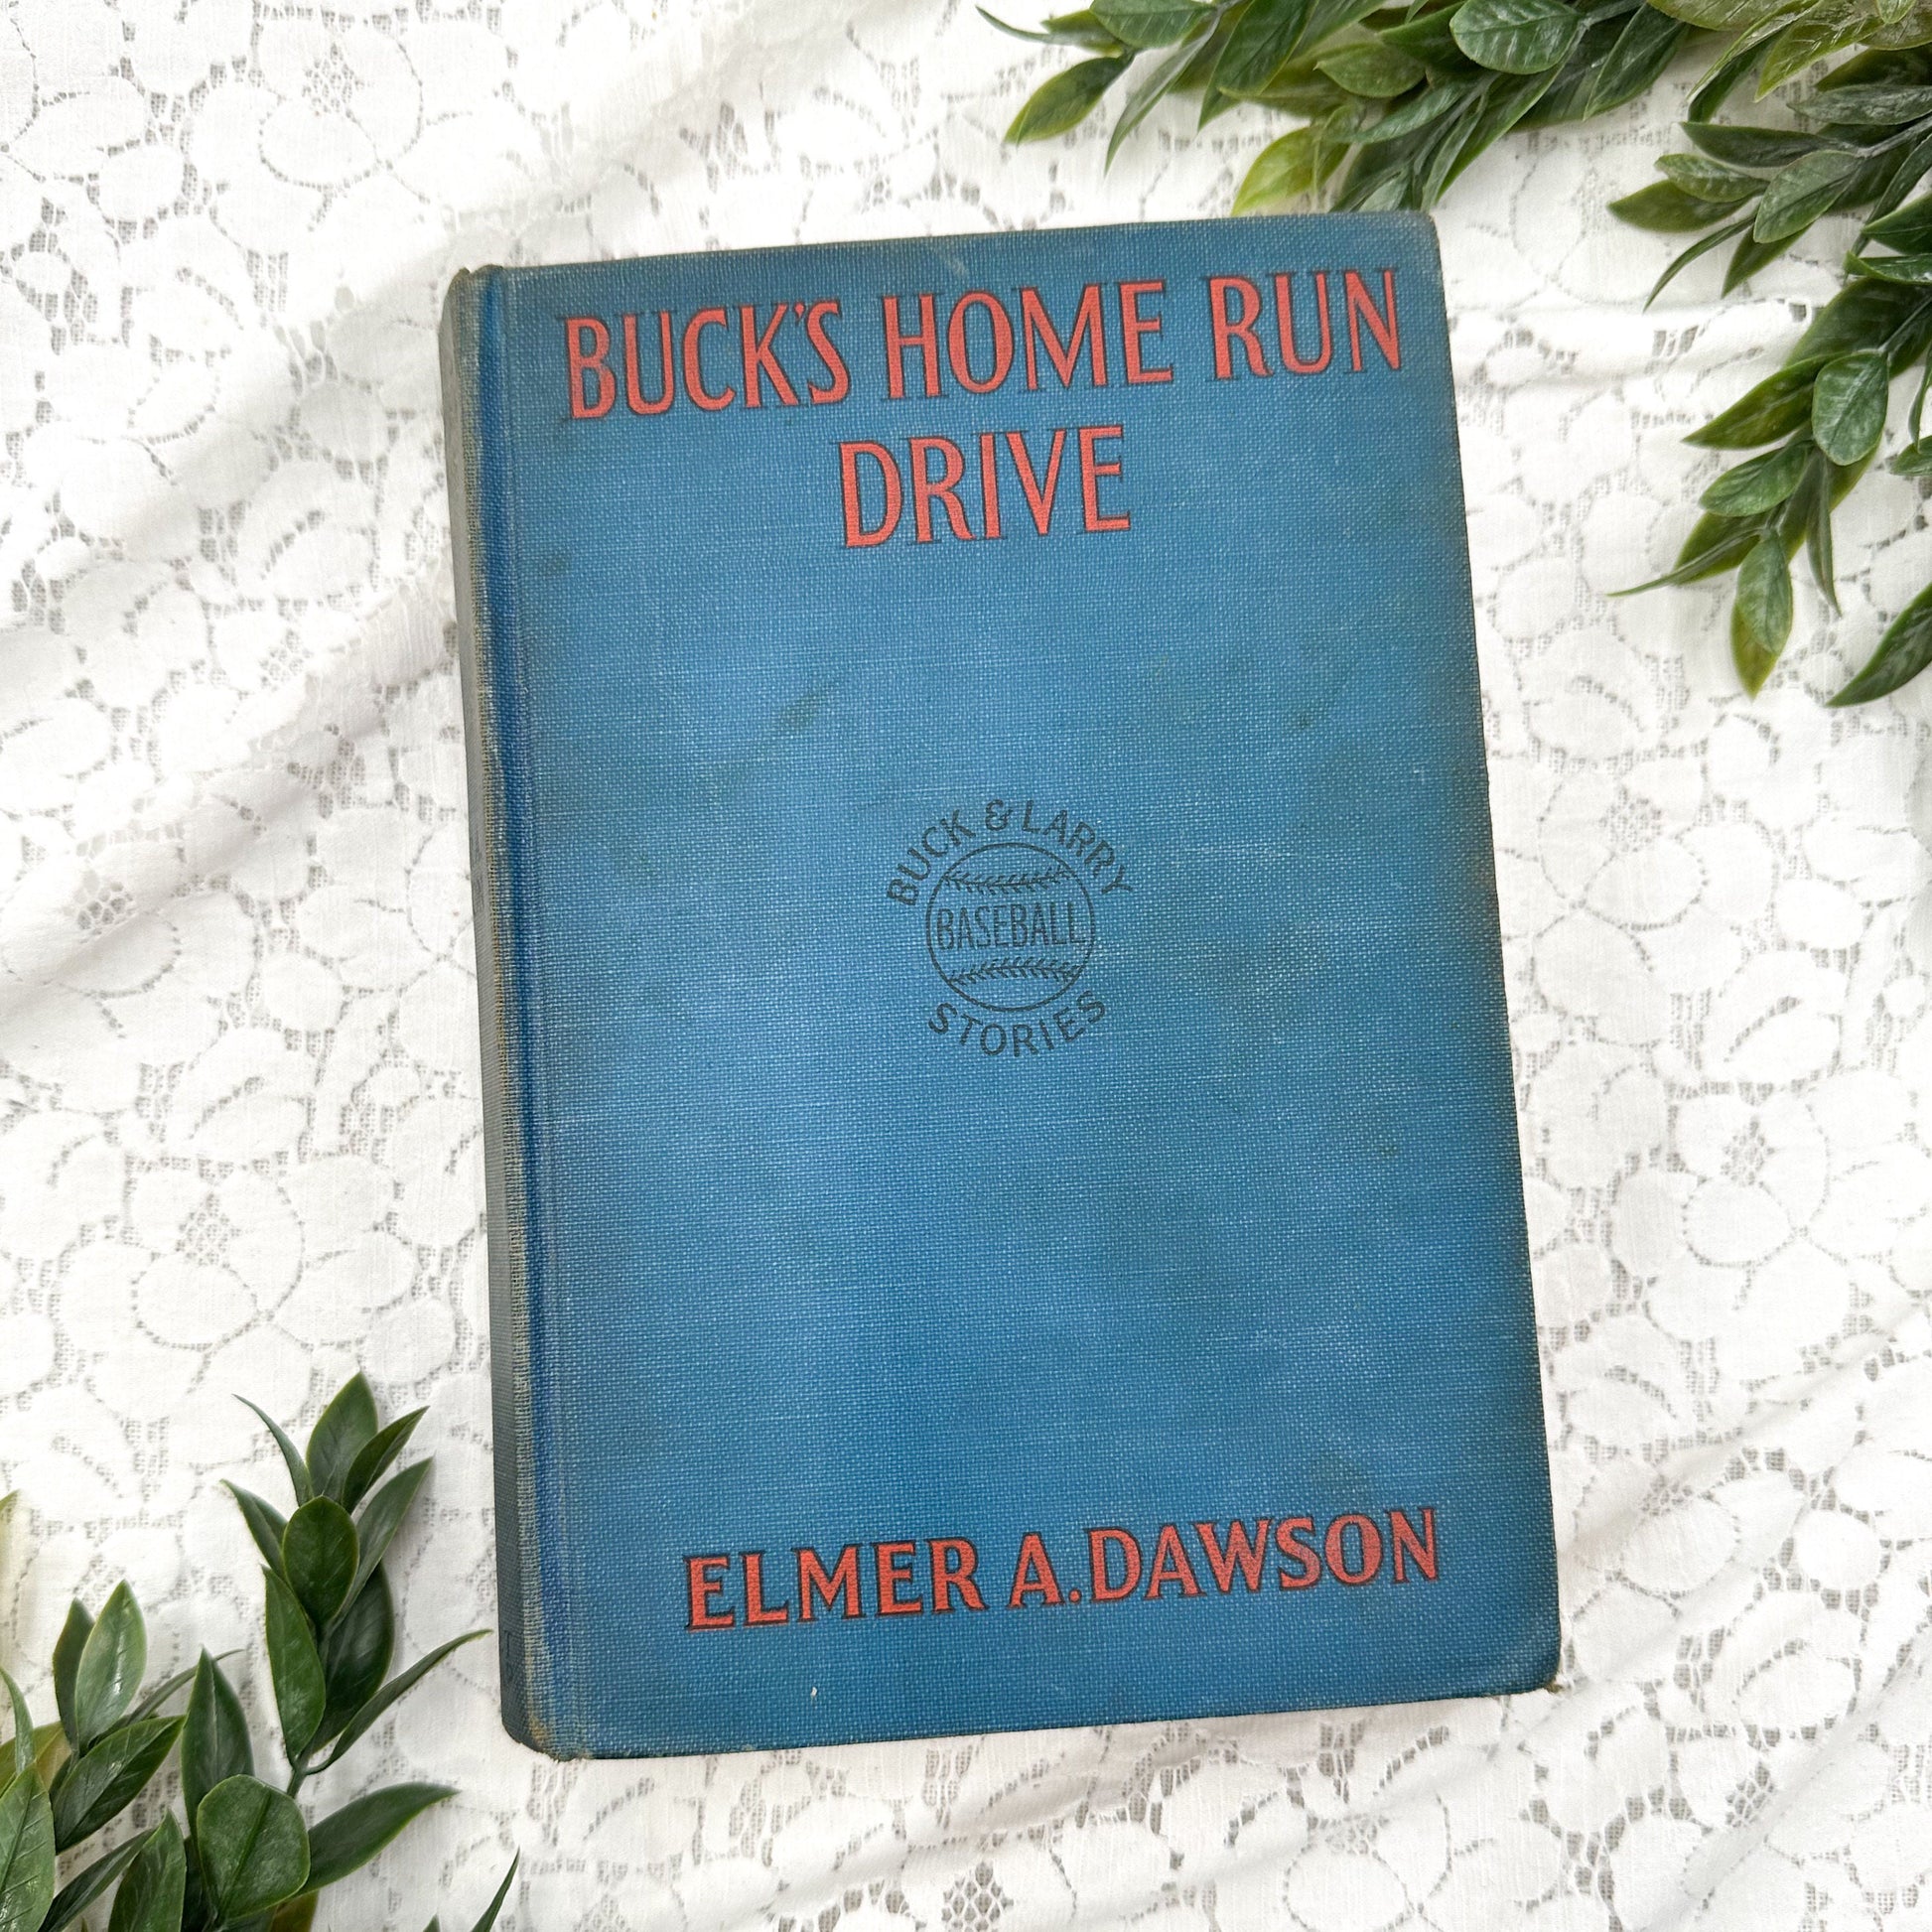 BUCK'S HOME RUN
DRIVE
BUCK & LARRY
BASEBALL
STORIES
ELMER A. DAWSON